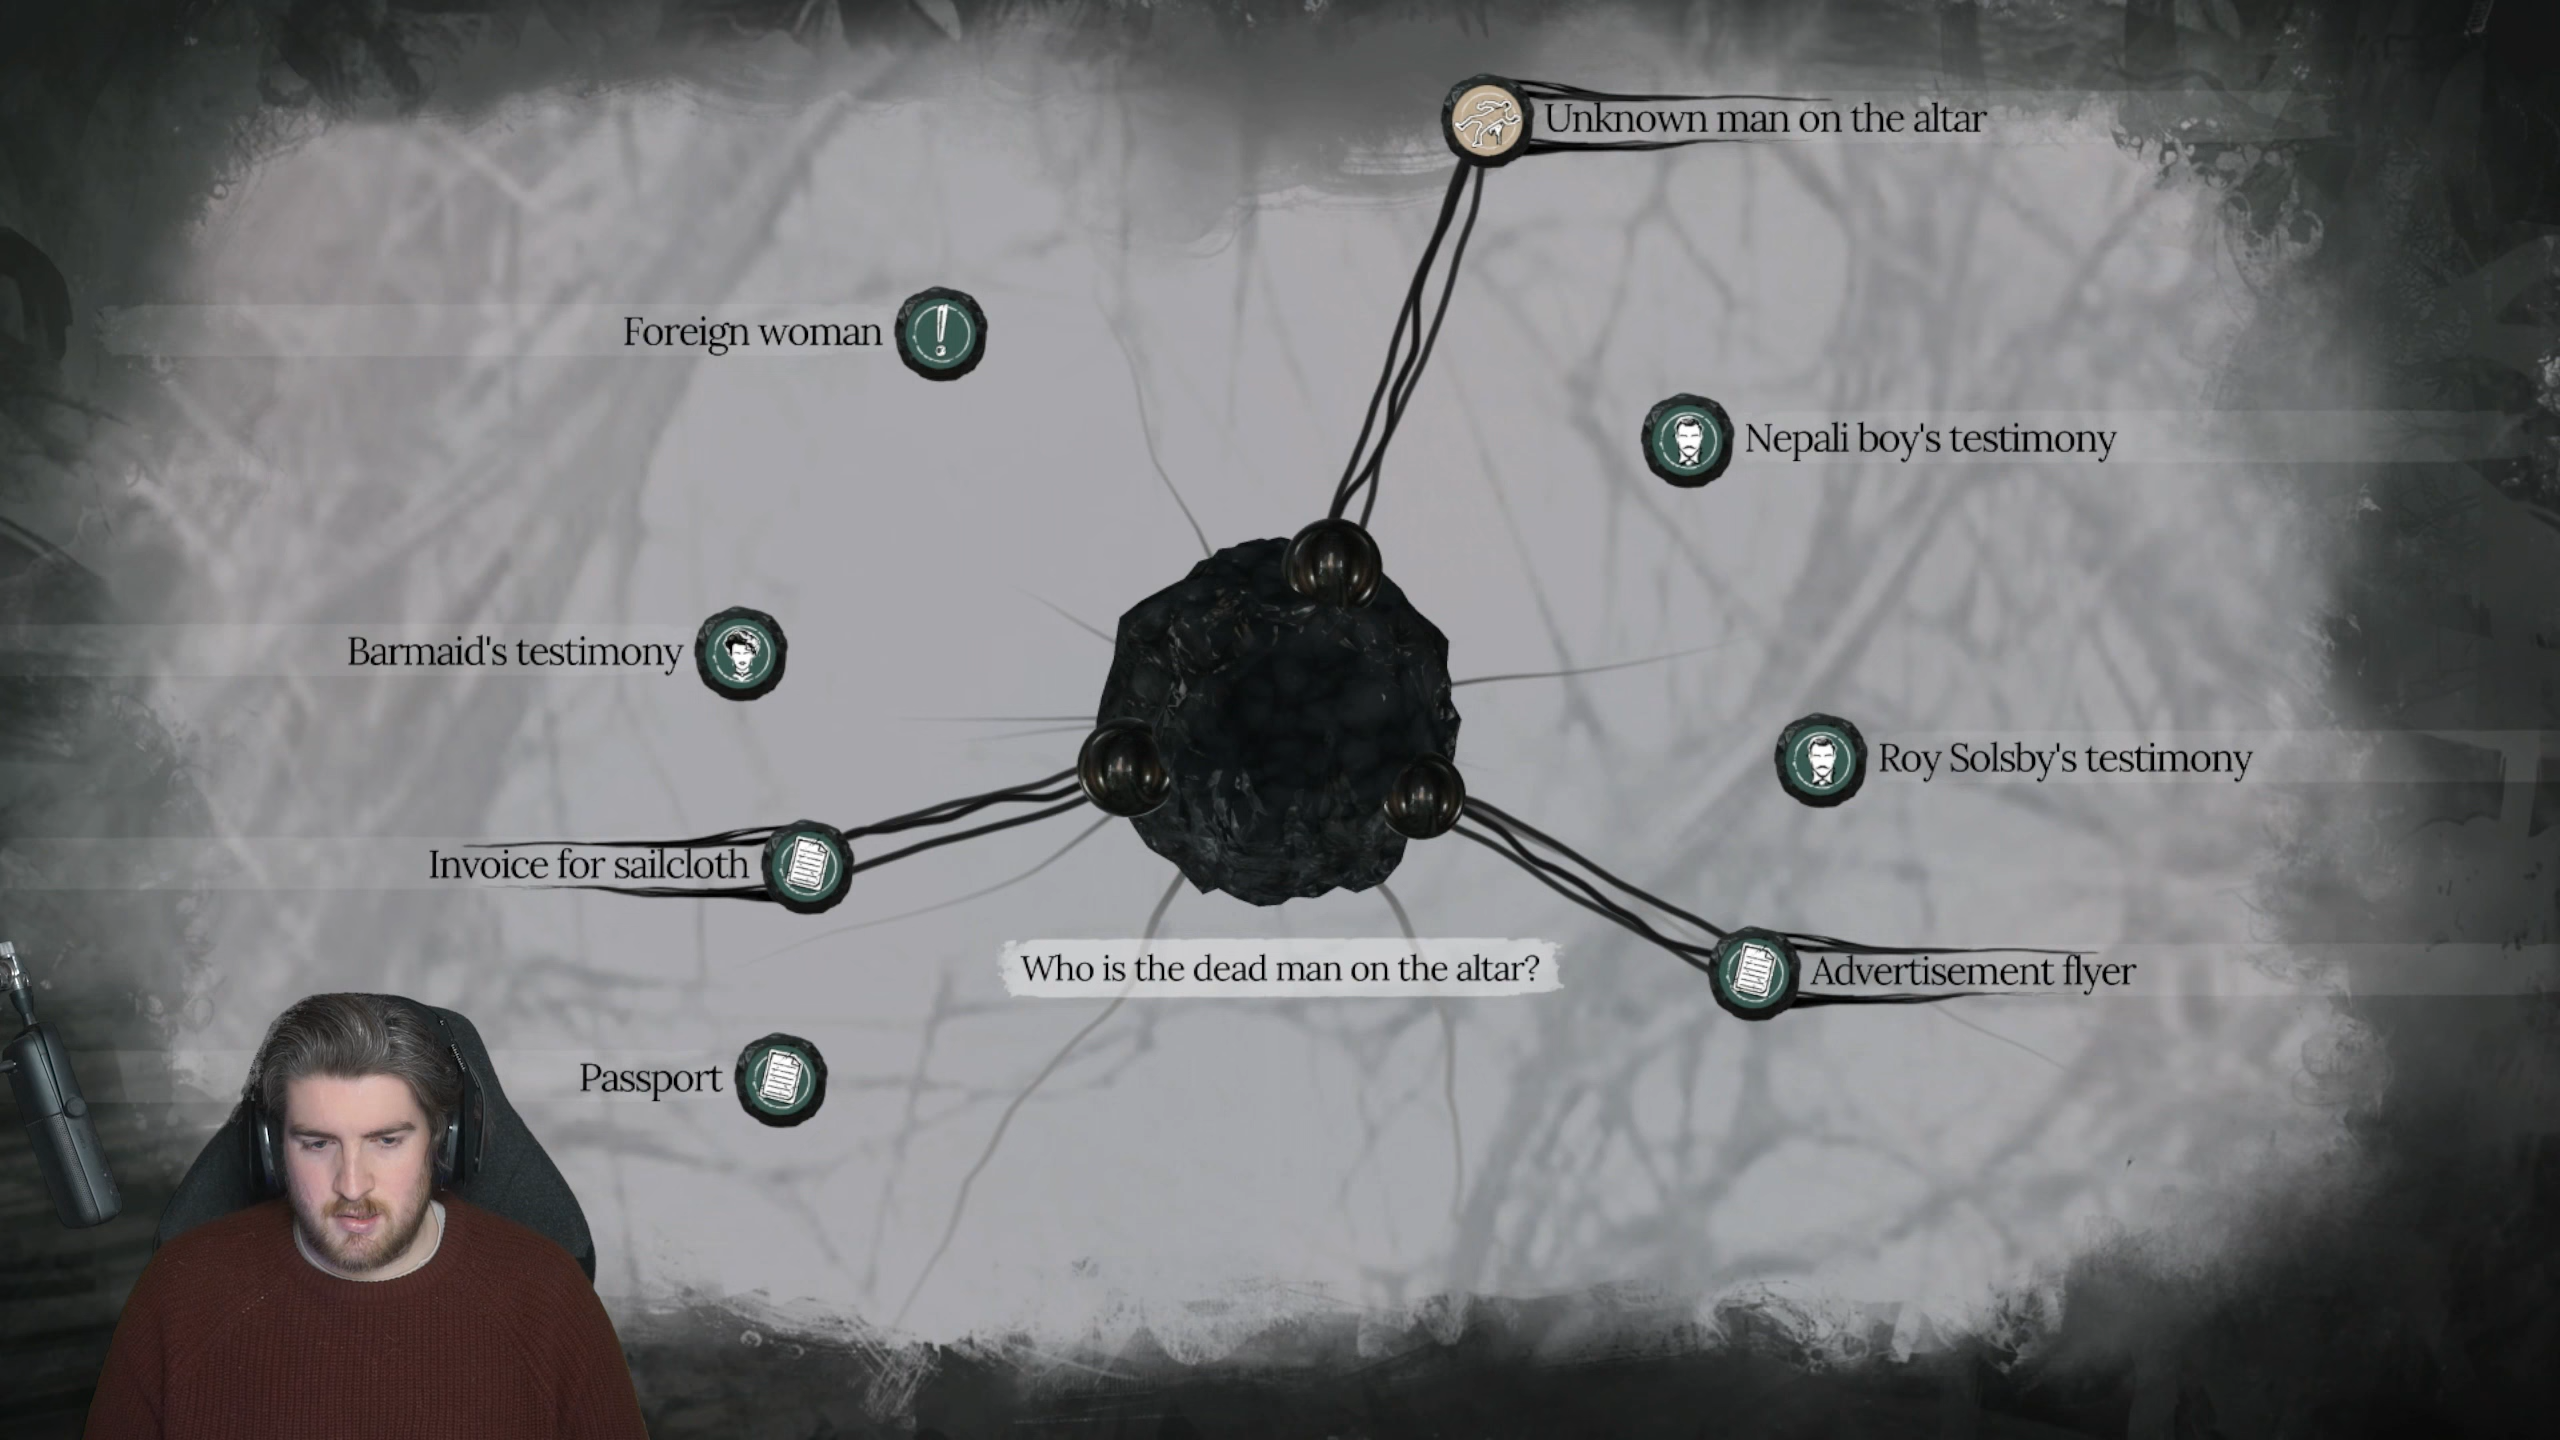 Unknown man on the altar
Foreign woman
Nepali boy's testimony
Barmaid's testimony
Roy Solsby's testimony
Invoice for sailcloth
Who is the dead man on the altar?
Advertisement flyer
Passport